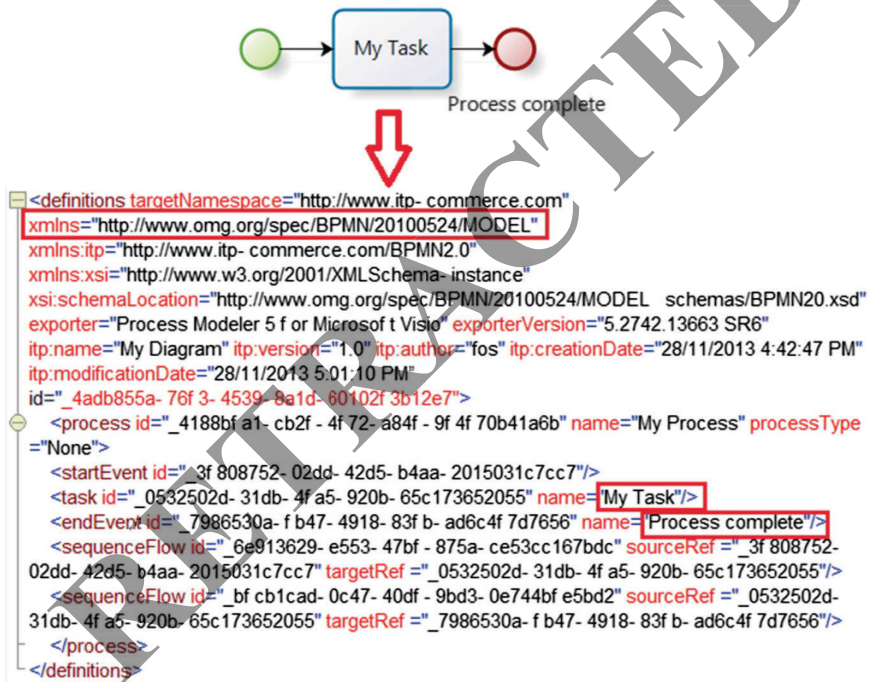 My Task
Process complete
<definitions targetNamespace="http://www.itp- commerce.com"
xmlns="http://www.omg.org/spec/BPMN/20100524/MODEL"
xmlns:itp="http://www.itp- commerce.com/BPMN2.0"
xmlns:xsi="http://www.w3.org/2001/XMLSchema- instance"
xsi:schemaLocation="http://www.omg.org/spec/BPMN/20100524/MODEL schemas/BPMN20.xsd"
exporter="Process Modeler 5 f or Microsof t Visio" exporterVersion="5.2742.13663 SR6"
itp:name="My Diagram" itp:version="1.0" itp:author="fos" itp:creationDate="28/11/2013 4:42:47 PM"
itp:modificationDate="28/11/2013 5:01:10 PM"
id="_4adb855a- 76f 3- 4539- 8a1d- 60102f 3b12e7">
<process id="_4188bf a1- cb2f - 4f 72- a84f - 9f 4f 70b41a6b" name="My Process" processType
="None">
<startEvent id="_3f 808752- 02dd- 42d5- b4aa- 2015031c7cc7"/>
<task id="_0532502d- 31db- 4f a5- 920b- 65c173652055" name="My Task"/>
<endEvent id="_7986530a- f b47- 4918- 83f b- ad6c4f 7d7656" name="Process complete"/>
<sequenceFlow id="_6e913629- e553- 47bf - 875a- ce53cc167bdc" sourceRef ="_3f 808752-
02dd- 42d5- b4aa- 2015031c7cc7" targetRef ="_0532502d- 31db- 4f a5- 920b- 65c173652055"/>
<sequenceFlow id="_bf cb1cad- 0c47- 40df - 9bd3- 0e744bf e5bd2" sourceRef ="_0532502d-
31db- 4f a5- 920b- 65c173652055" targetRef ="_7986530a- f b47- 4918- 83f b- ad6c4f 7d7656"/>
</process>
</definitions>
RETRACTED